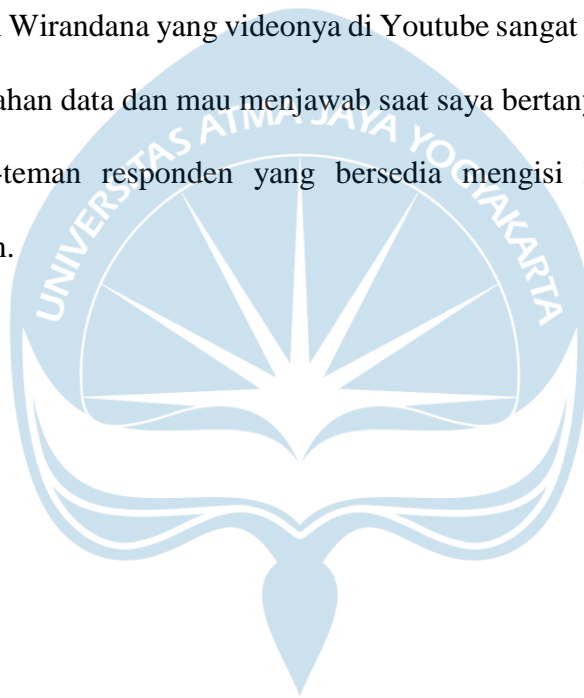 Wirandana yang videonya di Youtube sangat
ahan data dan mau menjawab saat saya bertany
-teman responden yang bersedia mengisi
UNIVERSITAS ATMA JAYA YOGYAKARTA